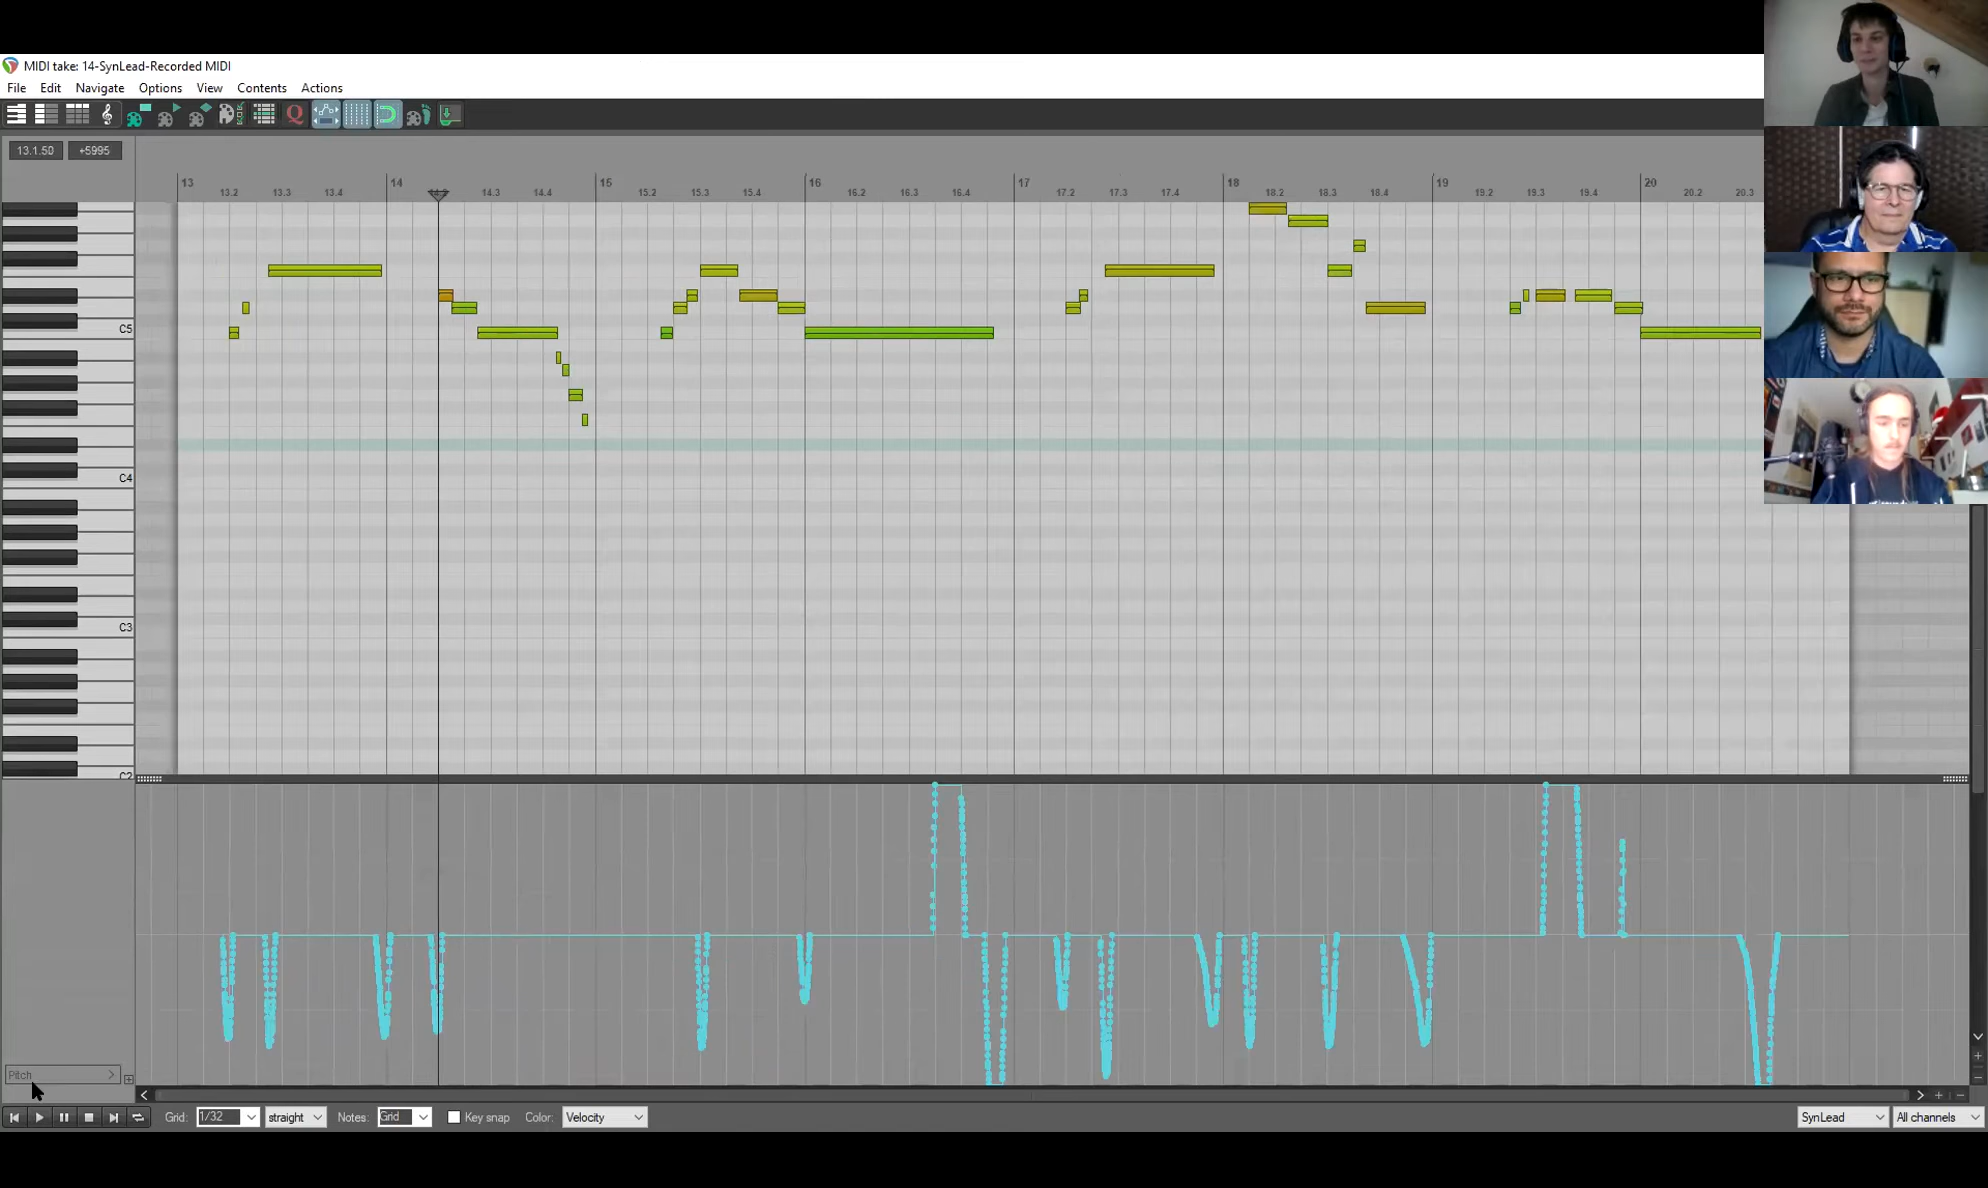 MIDI take: 14-SynLead-Recorded MIDI
File Edit Navigate Options View Contents Actions
Q
13.1.50 +5995
13 14 15 16 17 18 19 20
13.2 13.3 13.4 14.3 14.4 15.2 15.3 15.4 16.2 16.3 16.4 17.2 17.3 17.4 18.2 18.3 18.4 19.2 19.3 19.4 20.2 20.3
C5
C4
C3
C2
Pitch
Grid: 1/32 straight Notes: Grid Key snap Color: Velocity SynLead All channels